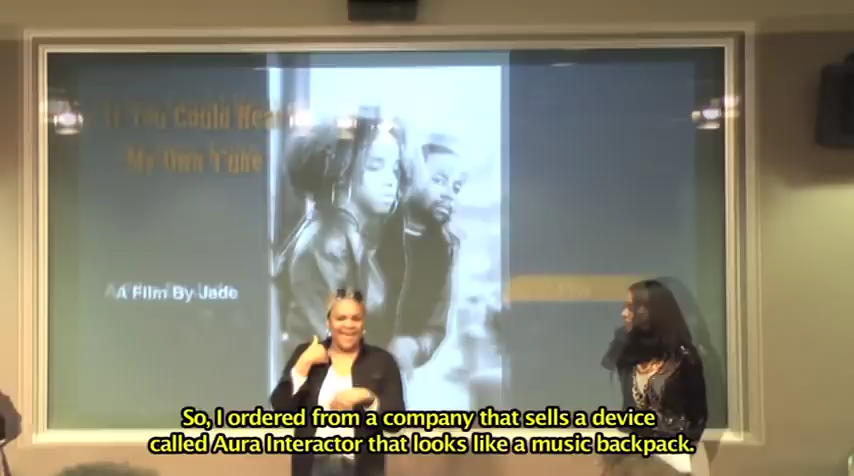 If You Could Hear
My Own Tune
A Film By Jade
So, I ordered from a company that sells a device
called Aura Interactor that looks like a music backpack.